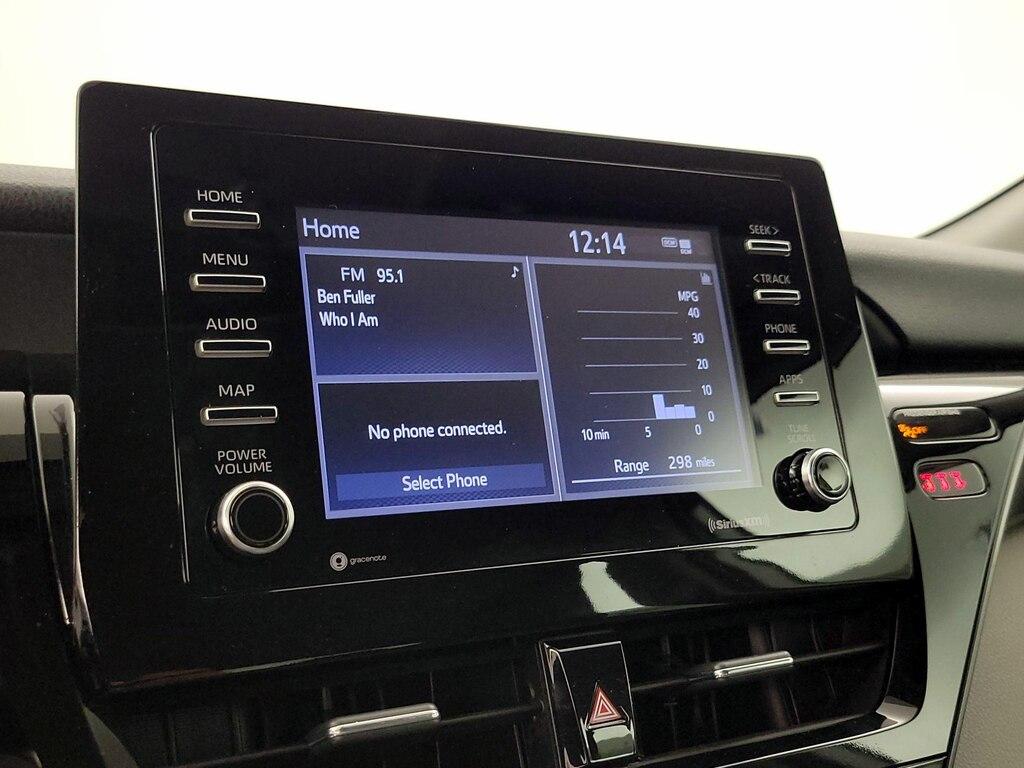 HOME
MENU
AUDIO
MAP
POWER
VOLUME
Home
12:14
DCM
DCM
FM 95.1
Ben Fuller
Who I Am
No phone connected.
Select Phone
MPG
40
30
20
10
0
10 min 5 0
Range 298 miles
SEEK >
< TRACK
PHONE
APPS
TUNE
SCROLL
gracenote
SiriusXM